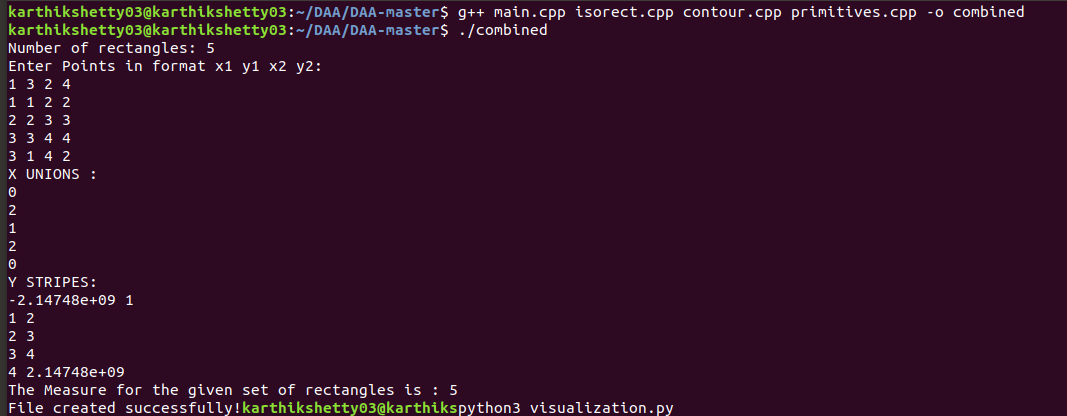 karthikshetty03@karthikshetty03:~/DAA/DAA-master$ g++ main.cpp isorect.cpp contour.cpp primitives.cpp -o combined
karthikshetty03@karthikshetty03:~/DAA/DAA-master$ ./combined
Number of rectangles: 5
Enter Points in format x1 y1 x2 y2:
1 3 2 4
1 1 2 2
2 2 3 3
3 3 4 4
3 1 4 2
X UNIONS :
0
2
1
2
0
Y STRIPES:
-2.14748e+09 1
1 2
2 3
3 4
4 2.14748e+09
The Measure for the given set of rectangles is : 5
File created successfully!karthikshetty03@karthikspython3 visualization.py